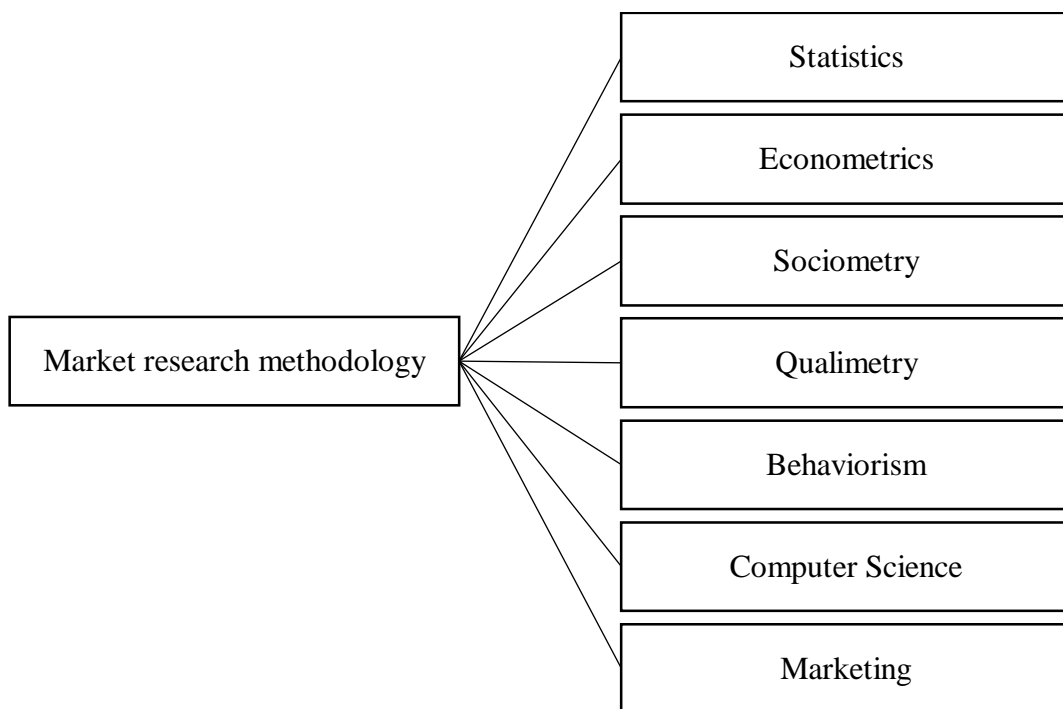 Statistics
Econometrics
Sociometry
Market research methodology
Qualimetry
Behaviorism
Computer Science
Marketing